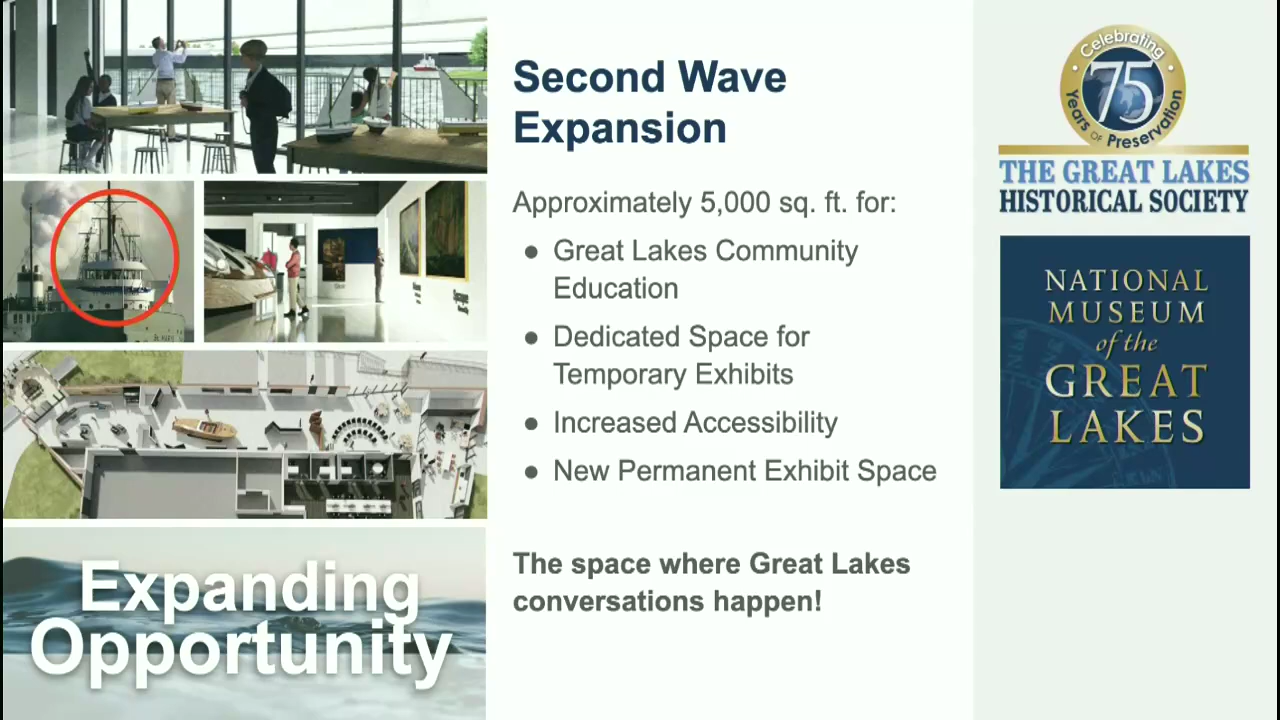 Second Wave
Expansion
Approximately 5,000 sq. ft. for:
● Great Lakes Community
Education
● Dedicated Space for
Temporary Exhibits
● Increased Accessibility
● New Permanent Exhibit Space
The space where Great Lakes
conversations happen!
Expanding
Opportunity
Celebrating
75
Years OF Preservation
THE GREAT LAKES
HISTORICAL SOCIETY
NATIONAL
MUSEUM
of the
GREAT
LAKES